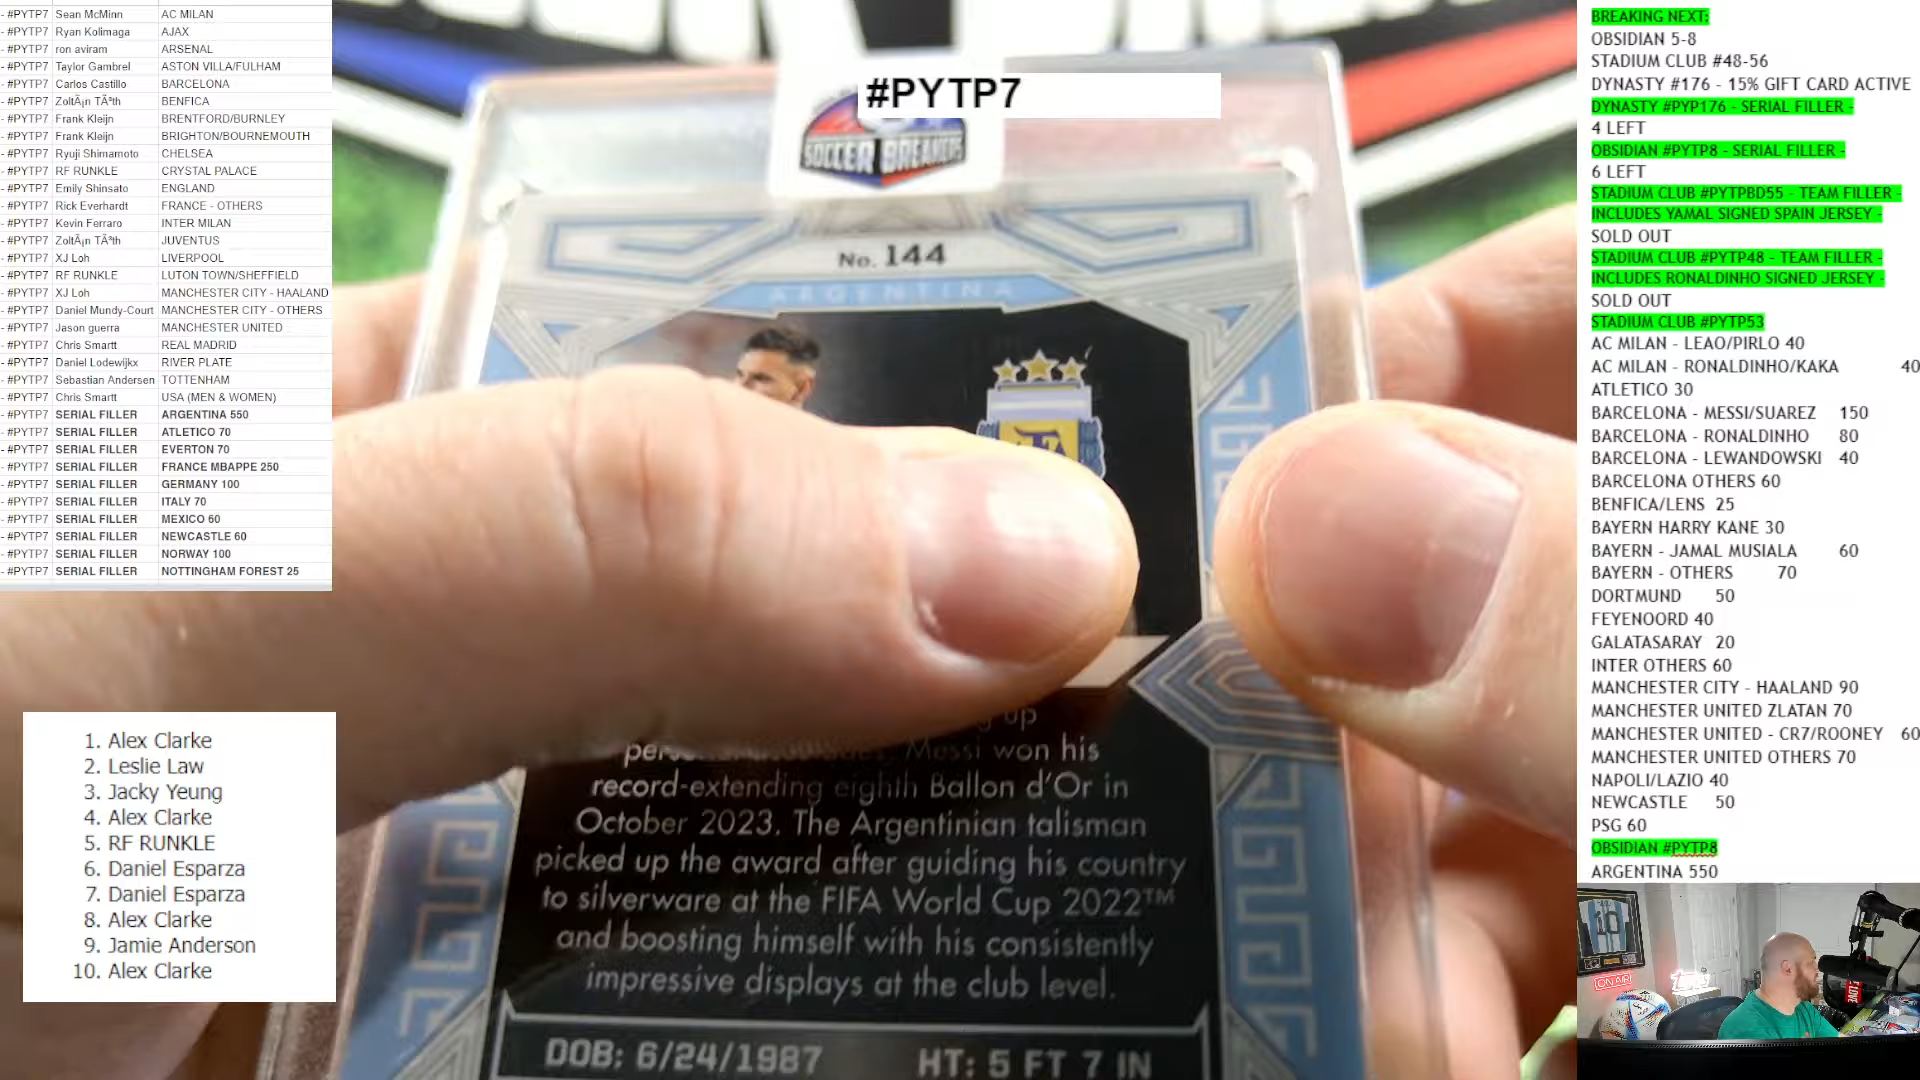 - #PYTP7 Sean McMinn AC MILAN
- #PYTP7 Ryan Kolimaga AJAX
- #PYTP7 ron aviram ARSENAL
- #PYTP7 Taylor Gambrel ASTON VILLA/FULHAM
- #PYTP7 Carlos Castillo BARCELONA
- #PYTP7 ZoltÃ¡n TÃ³th BENFICA
- #PYTP7 Frank Kleijn BRENTFORD/BURNLEY
- #PYTP7 Frank Kleijn BRIGHTON/BOURNEMOUTH
- #PYTP7 Ryuji Shimamoto CHELSEA
- #PYTP7 RF RUNKLE CRYSTAL PALACE
- #PYTP7 Emily Shinsato ENGLAND
- #PYTP7 Rick Everhardt FRANCE - OTHERS
- #PYTP7 Kevin Ferraro INTER MILAN
- #PYTP7 ZoltÃ¡n TÃ³th JUVENTUS
- #PYTP7 XJ Loh LIVERPOOL
- #PYTP7 RF RUNKLE LUTON TOWN/SHEFFIELD
- #PYTP7 XJ Loh MANCHESTER CITY - HAALAND
- #PYTP7 Daniel Mundy-Court MANCHESTER CITY - OTHERS
- #PYTP7 Jason guerra MANCHESTER UNITED
- #PYTP7 Chris Smartt REAL MADRID
- #PYTP7 Daniel Lodewijkx RIVER PLATE
- #PYTP7 Sebastian Andersen TOTTENHAM
- #PYTP7 Chris Smartt USA (MEN & WOMEN)
- #PYTP7 SERIAL FILLER ARGENTINA 550
- #PYTP7 SERIAL FILLER ATLETICO 70
- #PYTP7 SERIAL FILLER EVERTON 70
- #PYTP7 SERIAL FILLER FRANCE MBAPPE 250
- #PYTP7 SERIAL FILLER GERMANY 100
- #PYTP7 SERIAL FILLER ITALY 70
- #PYTP7 SERIAL FILLER MEXICO 60
- #PYTP7 SERIAL FILLER NEWCASTLE 60
- #PYTP7 SERIAL FILLER NORWAY 100
- #PYTP7 SERIAL FILLER NOTTINGHAM FOREST 25
1. Alex Clarke
2. Leslie Law
3. Jacky Yeung
4. Alex Clarke
5. RF RUNKLE
6. Daniel Esparza
7. Daniel Esparza
8. Alex Clarke
9. Jamie Anderson
10. Alex Clarke
#PYTP7
SOCCER BREAKERS
No. 144
ARGENTINA
up
Messi won his
record-extending eighth Ballon d'Or in
October 2023. The Argentinian talisman
picked up the award after guiding his country
to silverware at the FIFA World Cup 2022™
and boosting himself with his consistently
impressive displays at the club level.
DOB: 6/24/1987 HT: 5 FT 7 IN
BREAKING NEXT:
OBSIDIAN 5-8
STADIUM CLUB #48-56
DYNASTY #176 - 15% GIFT CARD ACTIVE
DYNASTY #PYP176 - SERIAL FILLER -
4 LEFT
OBSIDIAN #PYTP8 - SERIAL FILLER -
6 LEFT
STADIUM CLUB #PYTPBD55 - TEAM FILLER -
INCLUDES YAMAL SIGNED SPAIN JERSEY -
SOLD OUT
STADIUM CLUB #PYTP48 - TEAM FILLER -
INCLUDES RONALDINHO SIGNED JERSEY -
SOLD OUT
STADIUM CLUB #PYTP53
AC MILAN - LEAO/PIRLO 40
AC MILAN - RONALDINHO/KAKA 40
ATLETICO 30
BARCELONA - MESSI/SUAREZ 150
BARCELONA - RONALDINHO 80
BARCELONA - LEWANDOWSKI 40
BARCELONA OTHERS 60
BENFICA/LENS 25
BAYERN HARRY KANE 30
BAYERN - JAMAL MUSIALA 60
BAYERN - OTHERS 70
DORTMUND 50
FEYENOORD 40
GALATASARAY 20
INTER OTHERS 60
MANCHESTER CITY - HAALAND 90
MANCHESTER UNITED ZLATAN 70
MANCHESTER UNITED - CR7/ROONEY 60
MANCHESTER UNITED OTHERS 70
NAPOLI/LAZIO 40
NEWCASTLE 50
PSG 60
OBSIDIAN #PYTP8
ARGENTINA 550
10
ON AIR